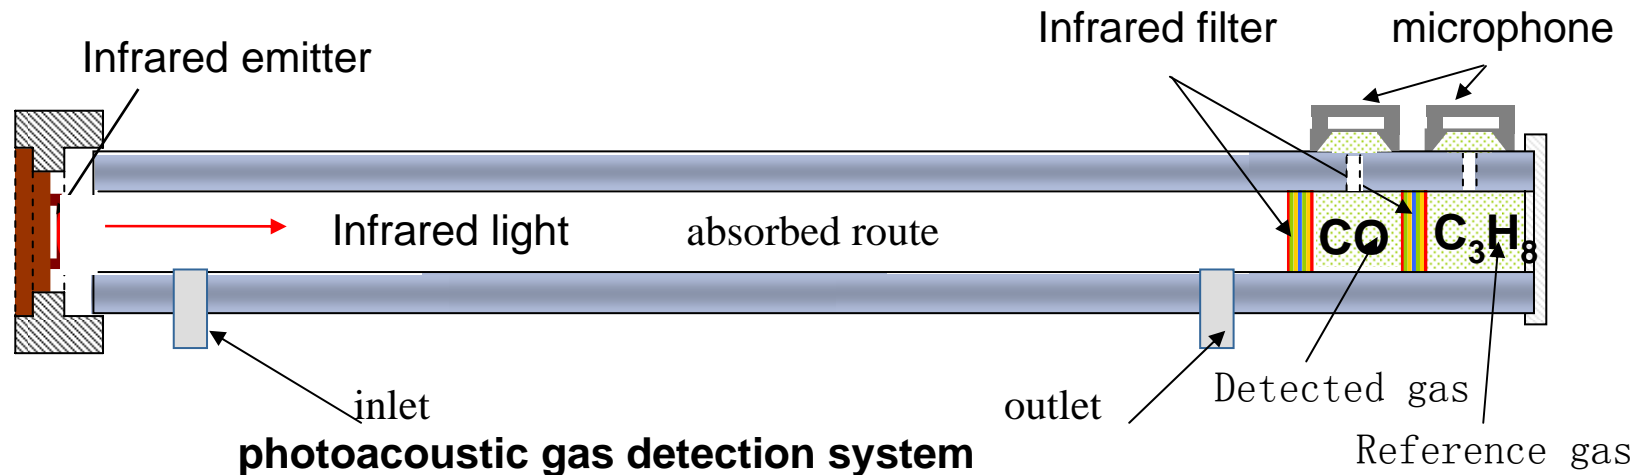 Infrared filter
microphone
Infrared emitter
Infrared light
absorbed route
CO
C₃H₈
inlet
outlet
Detected gas
photoacoustic gas detection system
Reference gas